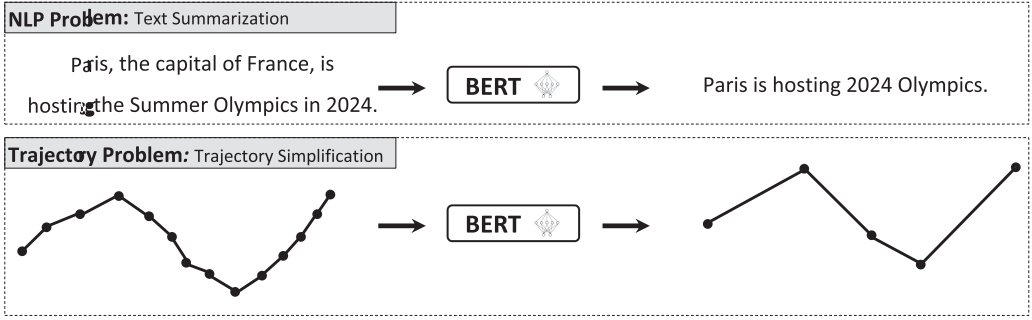 NLP Problem: Text Summarization
Paris, the capital of France, is
hosting the Summer Olympics in 2024.
BERT
Paris is hosting 2024 Olympics.
Trajectory Problem: Trajectory Simplification
BERT